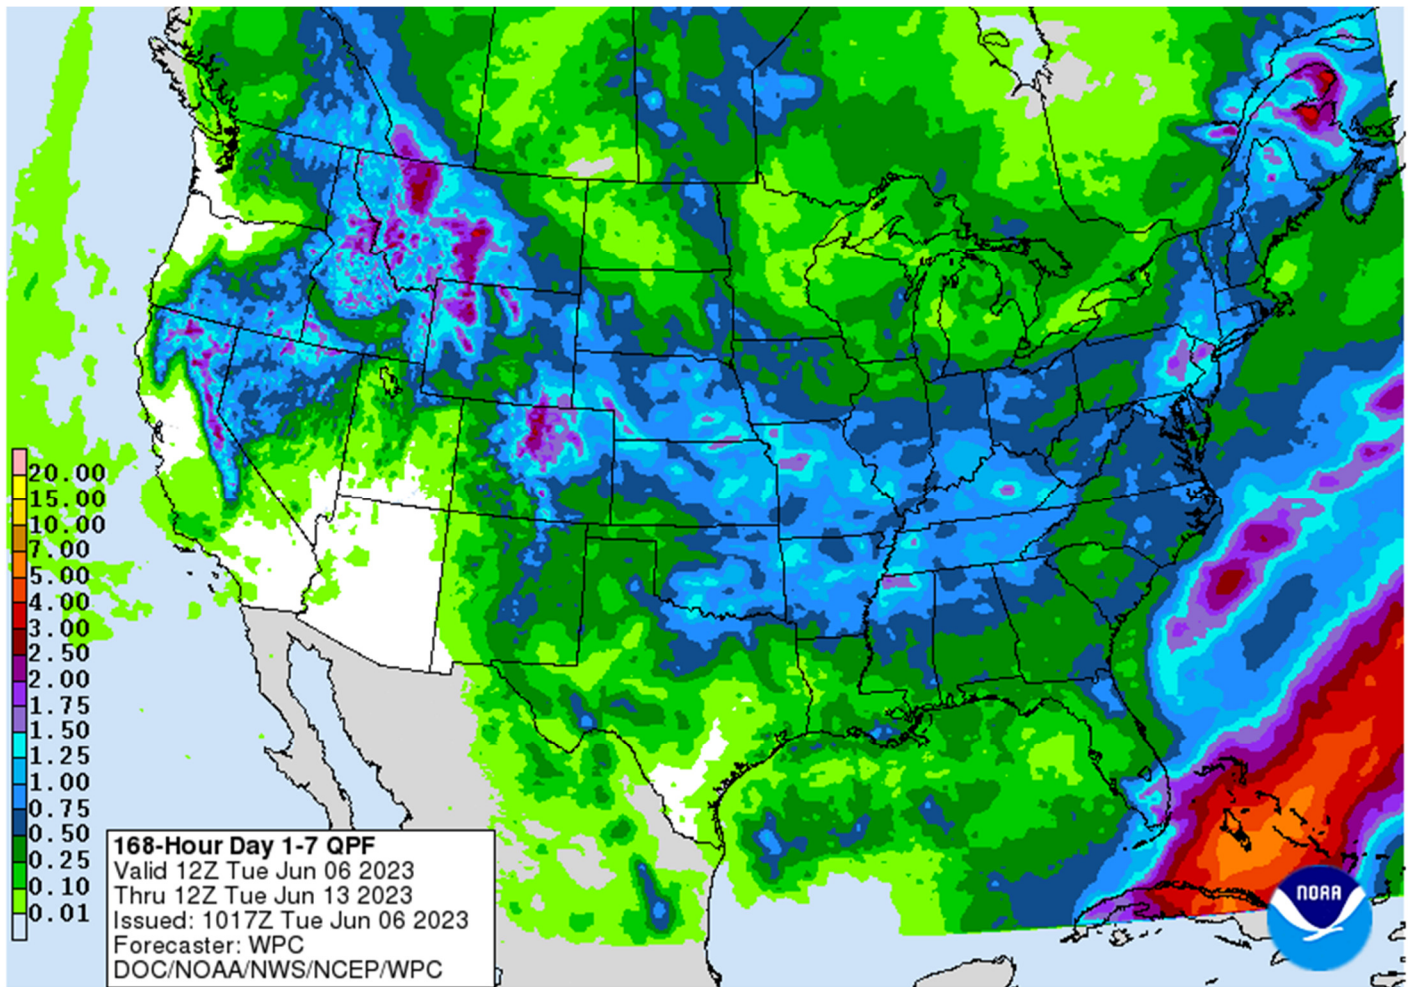 20.00
15.00
10.00
7.00
5.00
4.00
3.00
2.50
2.00
1.75
1.50
1.25
1.00
0.75
0.50
0.25
0.10
0.01
168-Hour Day 1-7 QPF
Valid 12Z Tue Jun 06 2023
Thru 12Z Tue Jun 13 2023
Issued: 1017Z Tue Jun 06 2023
Forecaster: WPC
DOC/NOAA/NWS/NCEP/WPC
NOAA